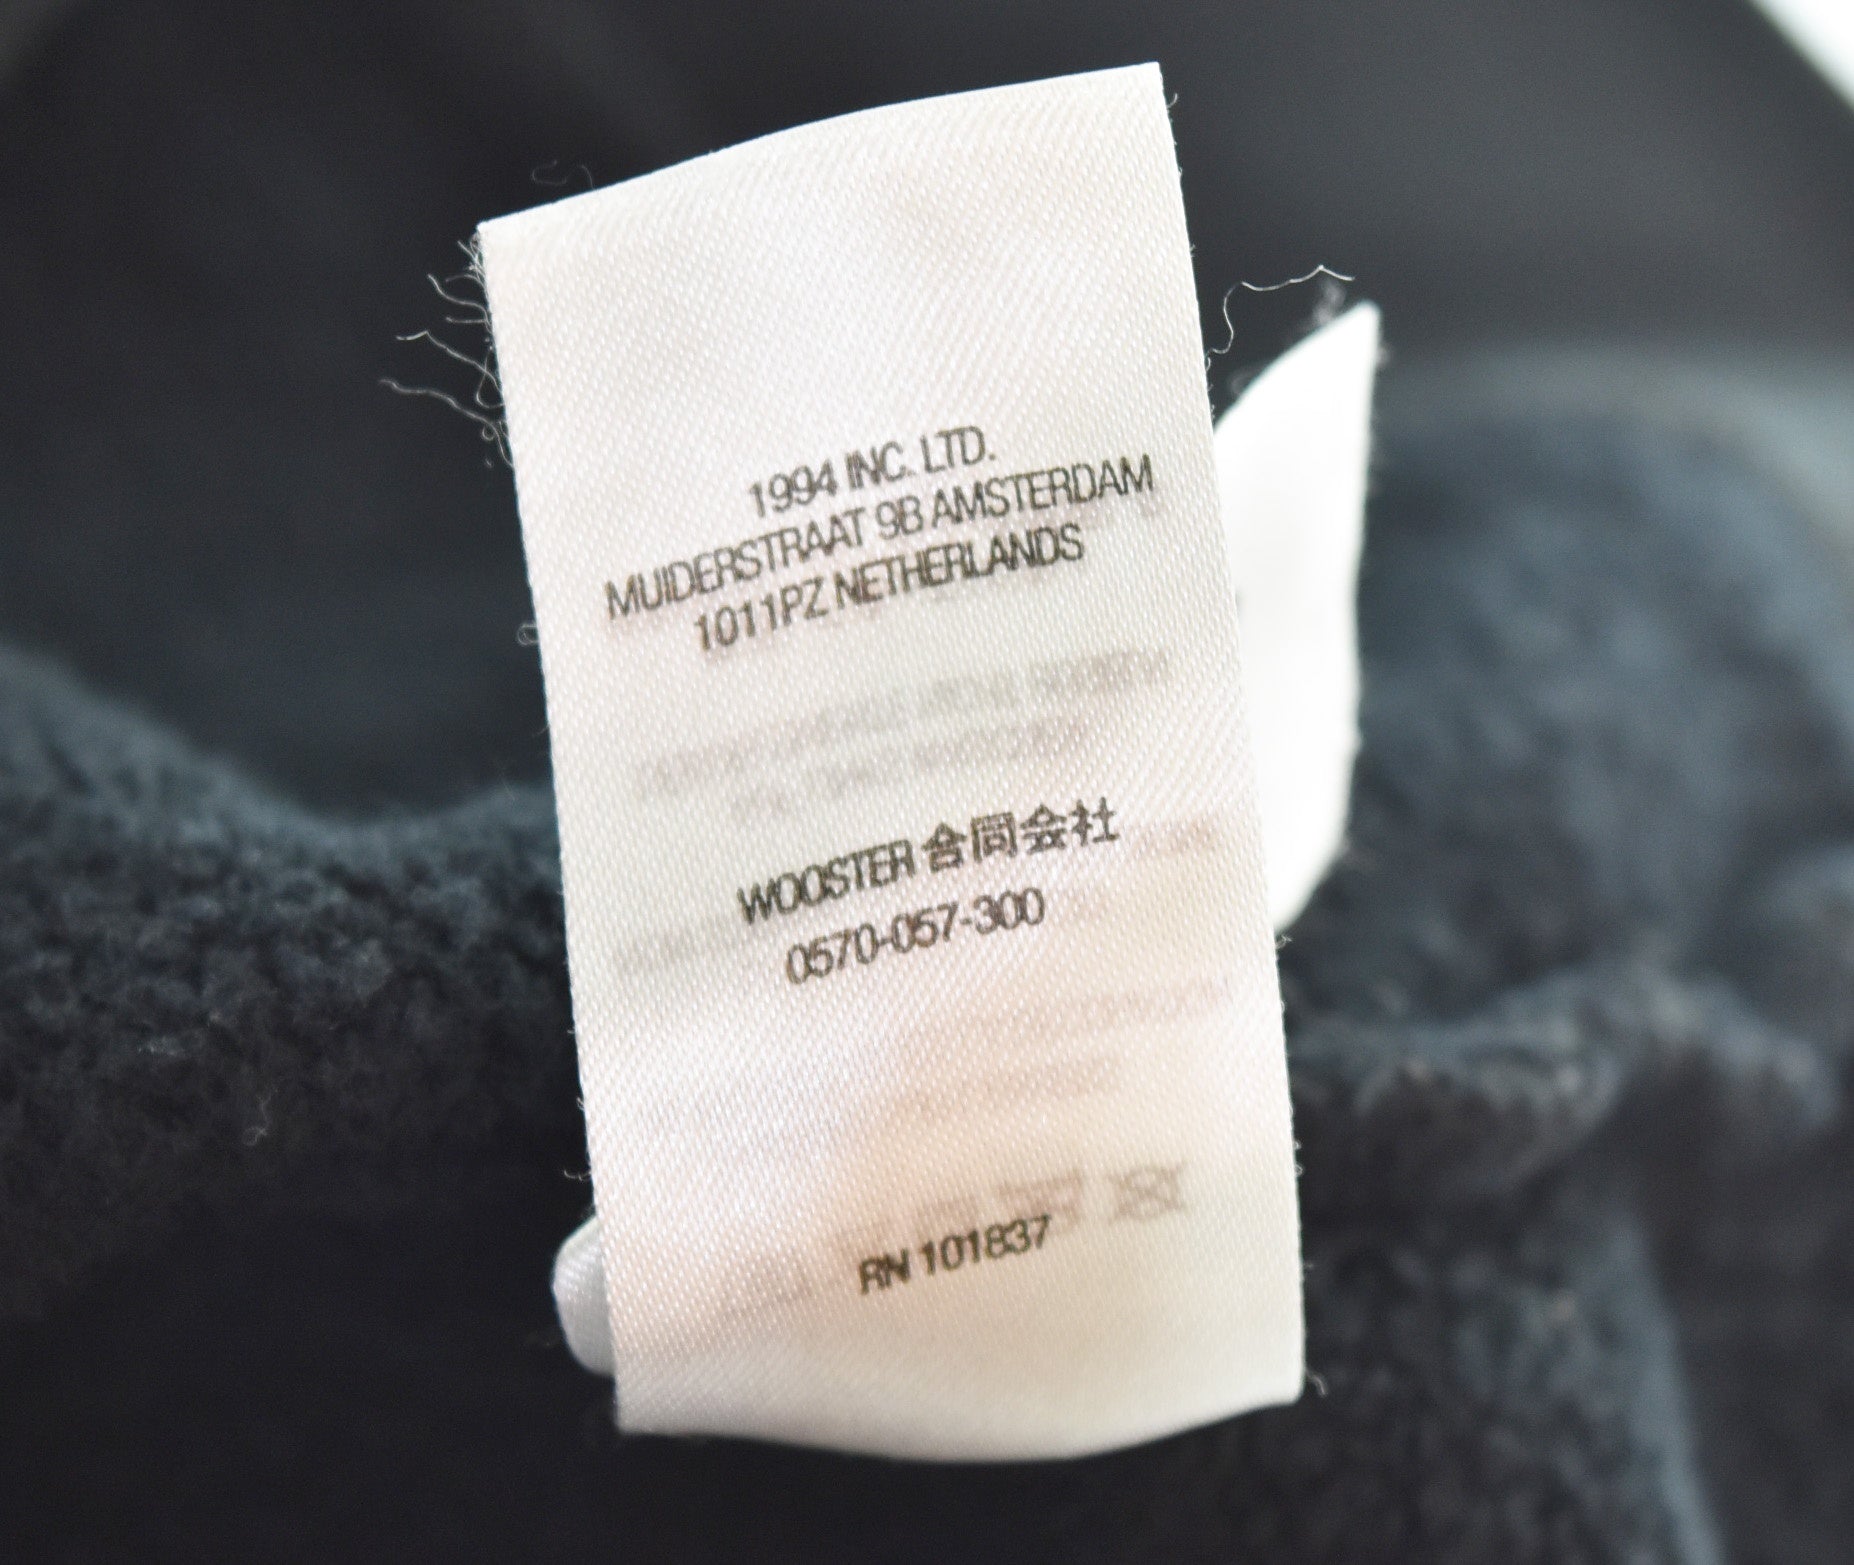 1994 INC. LTD.
MUIDERSTRAAT 9B AMSTERDAM
1011PZ NETHERLANDS
WOOSTER 合同会社
0570-057-300
RN 101837